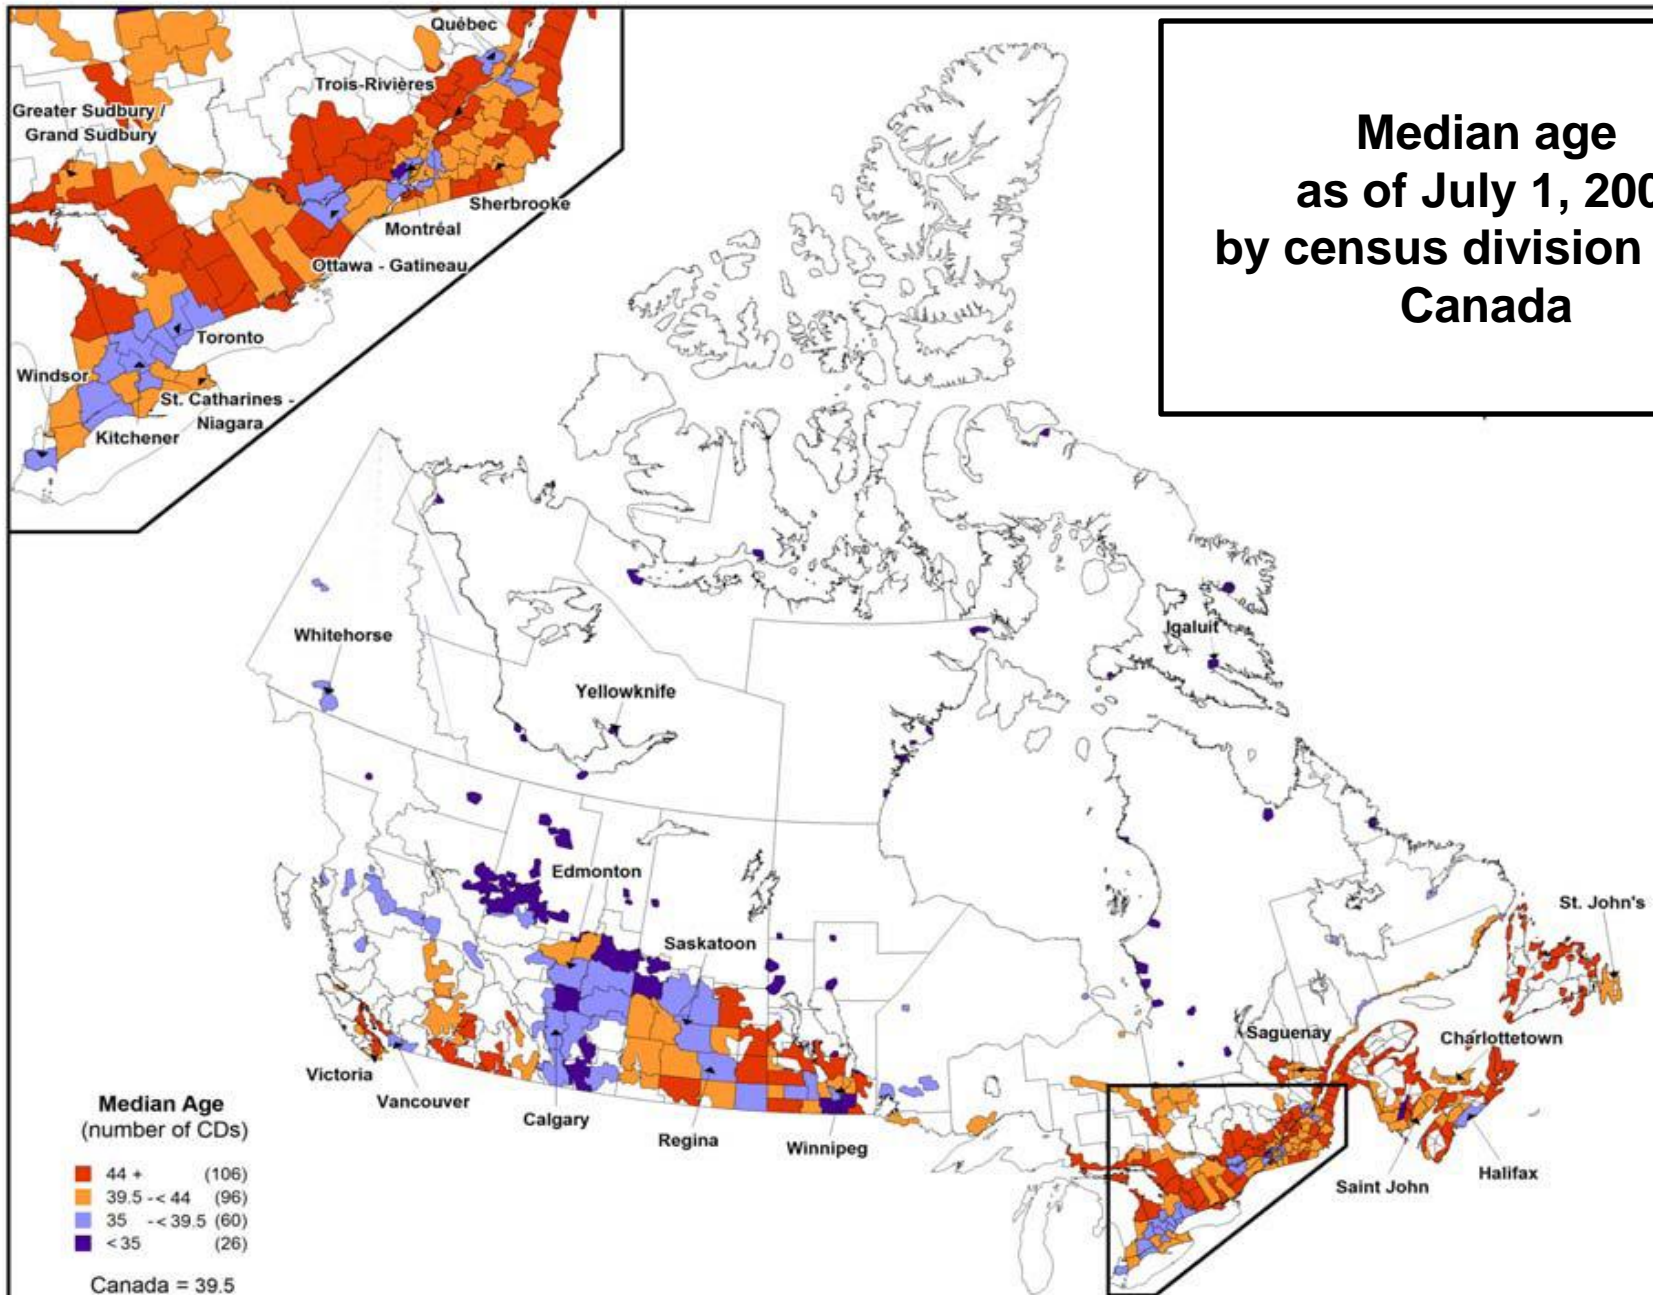 Median age
as of July 1, 200
by census division
Canada
Québec
Trois-Rivières
Greater Sudbury /
Grand Sudbury
Sherbrooke
Montréal
Ottawa - Gatineau
Toronto
Windsor
St. Catharines -
Niagara
Kitchener
Whitehorse
Yellowknife
Iqaluit
Edmonton
Saskatoon
St. John's
Saguenay
Charlottetown
Victoria
Vancouver
Calgary
Regina
Winnipeg
Saint John
Halifax
Median Age
(number of CDs)
44 + (106)
39.5 -< 44 (96)
35 -< 39.5 (60)
< 35 (26)
Canada = 39.5